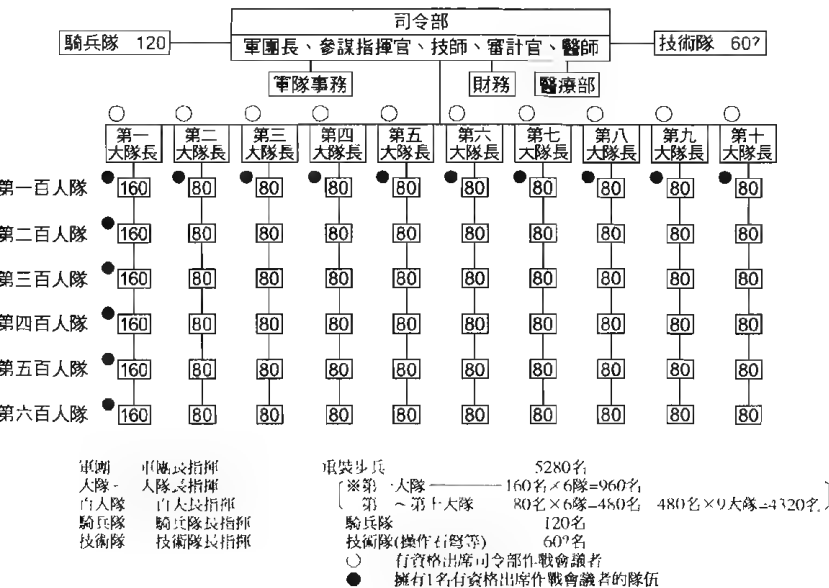 司令部
騎兵隊 120
軍團長、參謀指揮官、技師、審計官、醫師
技術隊 60?
軍隊事務 財務 醫療部
○ ○ ○ ○ ○ ○ ○ ○ ○ ○
第一大隊長 第二大隊長 第三大隊長 第四大隊長 第五大隊長 第六大隊長 第七大隊長 第八大隊長 第九大隊長 第十大隊長
第一百人隊 ●160 ●80 ●80 ●80 ●80 ●80 ●80 ●80 ●80 ●80
第二百人隊 ●160 80 80 80 80 80 80 80 80 80
第三百人隊 ●160 80 80 80 80 80 80 80 80 80
第四百人隊 ●160 80 80 80 80 80 80 80 80 80
第五百人隊 ●160 80 80 80 80 80 80 80 80 80
第六百人隊 ●160 80 80 80 80 80 80 80 80 80
軍團 軍團長指揮
大隊 大隊長指揮
百人隊 百人長指揮
騎兵隊 騎兵隊長指揮
技術隊 技術隊長指揮
重裝步兵 5280名
※第一大隊——160名×6隊=960名
第 ~第十大隊 80名×6隊=480名 480名×9大隊=4320名
騎兵隊 120名
技術隊(操作石弩等) 60?名
○ 有資格出席司令部作戰會議者
● 擁有1名有資格出席作戰會議者的隊伍